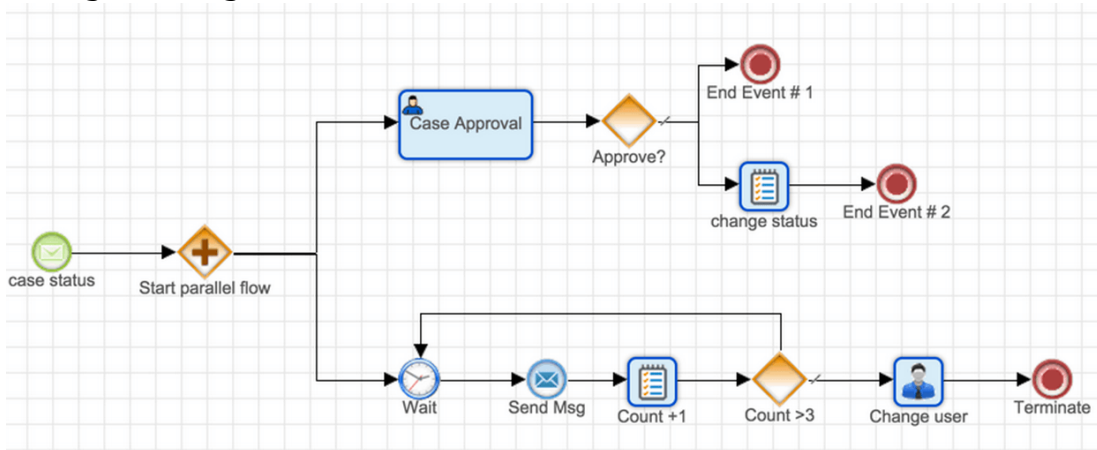 End Event # 1
Case Approval
Approve?
change status
End Event # 2
case status
Start parallel flow
Wait
Send Msg
Count +1
Count >3
Change user
Terminate